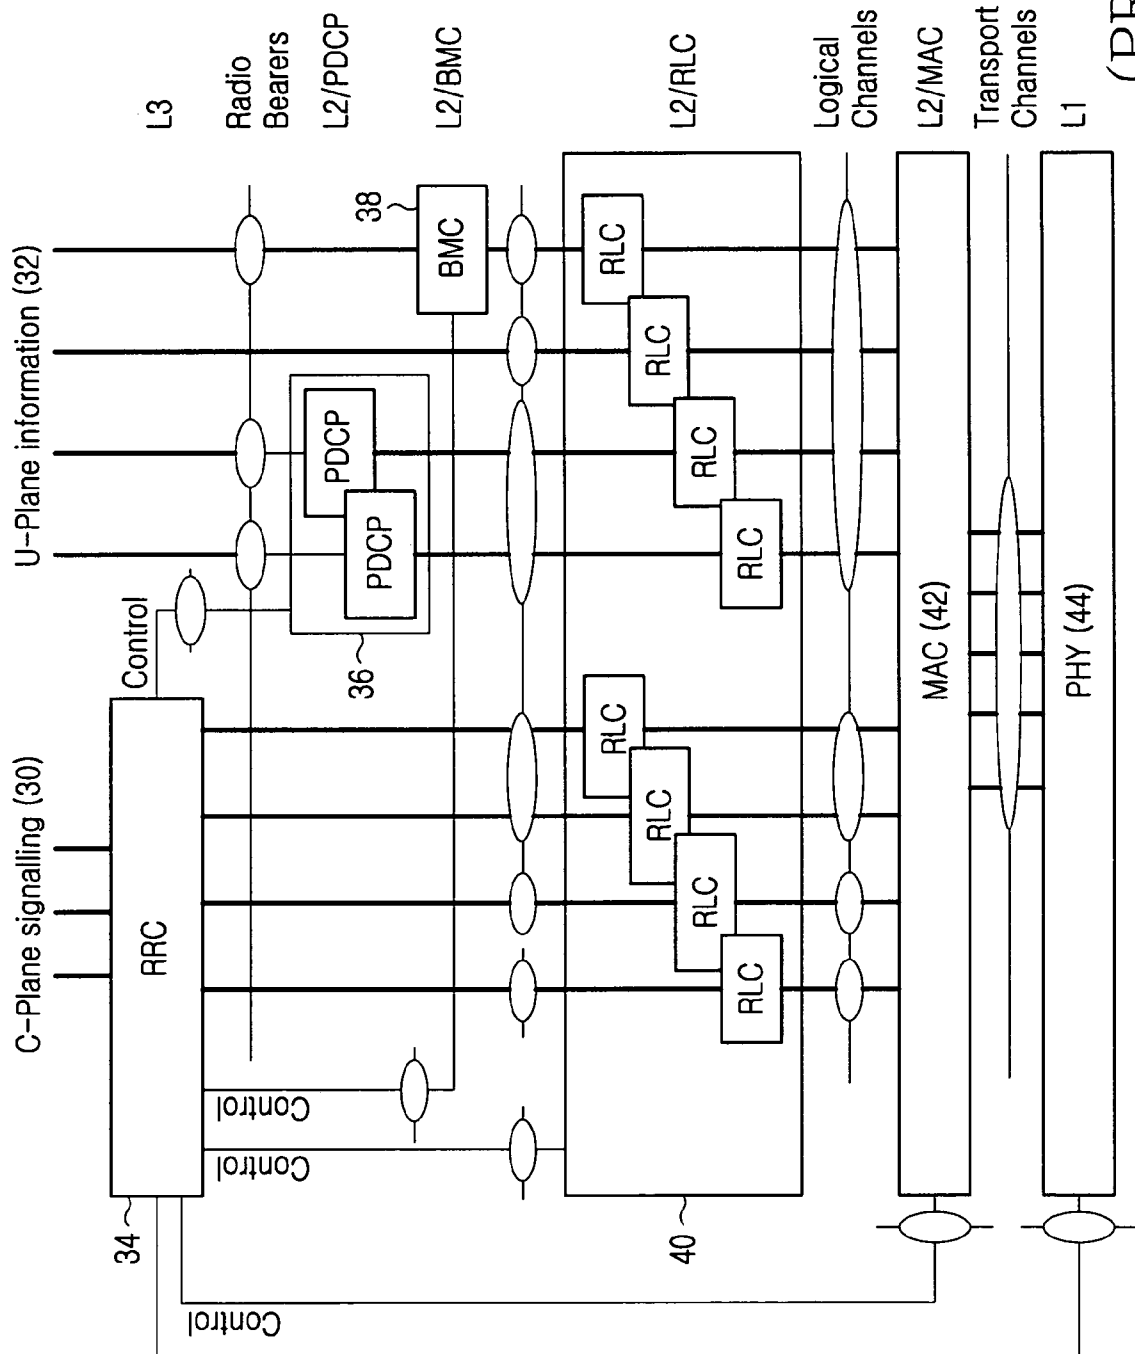 C-Plane signalling (30)
U-Plane information (32)
L3
34
RRC
Control
Radio
Bearers
L2/PDCP
36
PDCP
PDCP
Control
38
BMC
L2/BMC
Control
Control
40
RLC
RLC
RLC
RLC
RLC
RLC
RLC
RLC
L2/RLC
Logical
Channels
MAC (42)
L2/MAC
Transport
Channels
PHY (44)
L1